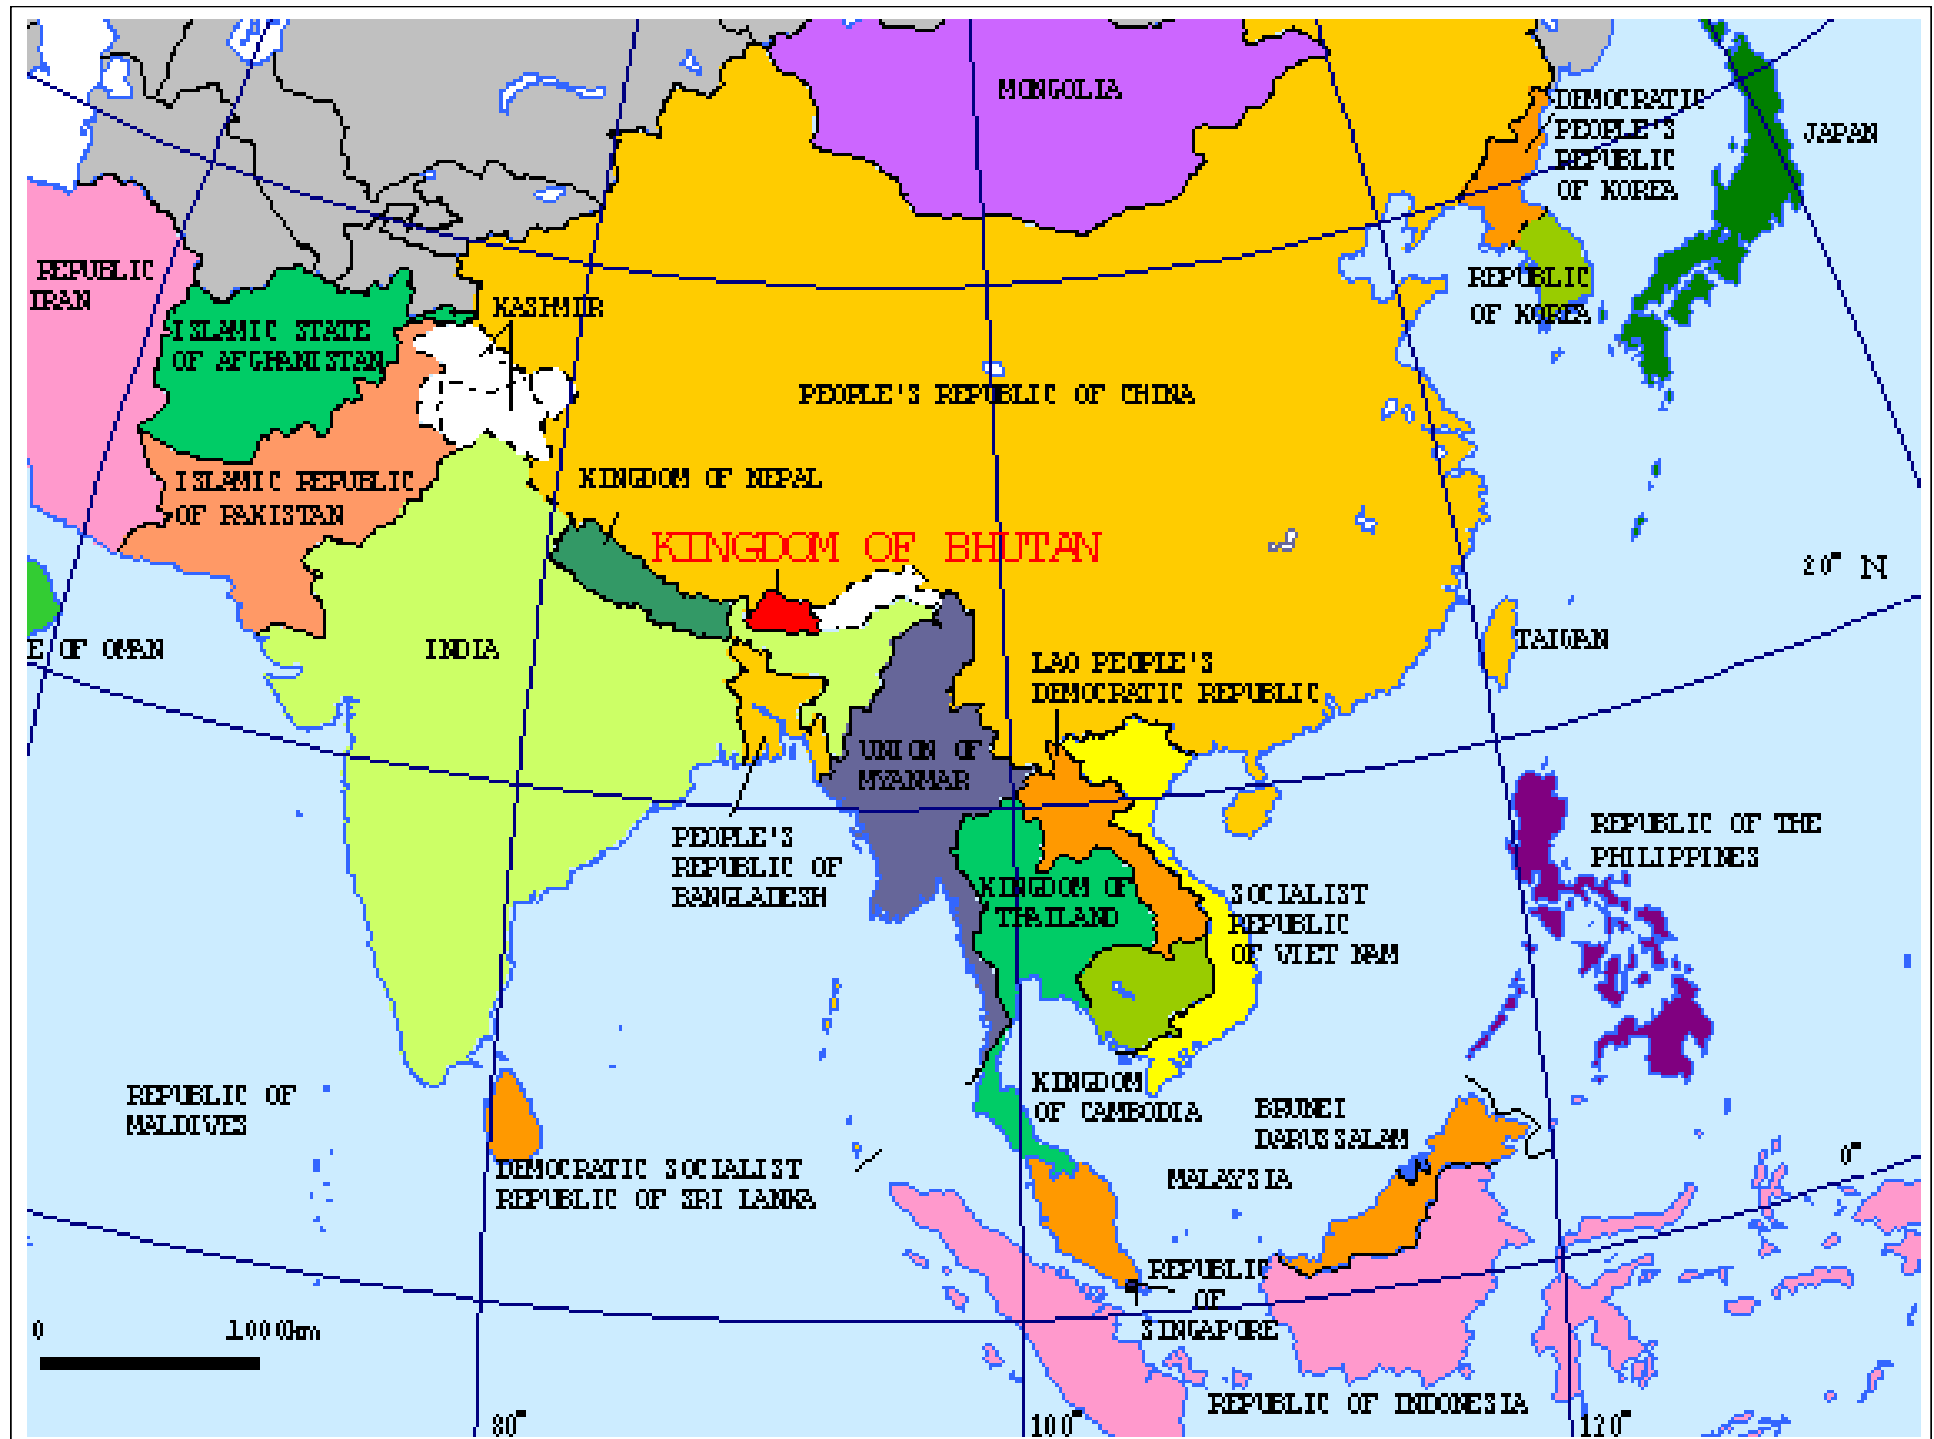 MONGOLIA
DEMOCRATIC
PEOPLE'S
REPUBLIC
OF KOREA
JAPAN
REPUBLIC
IRAN
REPUBLIC
OF KOREA
KASHMIR
ISLAMIC STATE
OF AFGHANISTAN
PEOPLE'S REPUBLIC OF CHINA
ISLAMIC REPUBLIC
OF PAKISTAN
KINGDOM OF NEPAL
KINGDOM OF BHUTAN
20° N
E OF OMAN
INDIA
TAIWAN
LAO PEOPLE'S
DEMOCRATIC REPUBLIC
UNION OF
MYANMAR
PEOPLE'S
REPUBLIC OF
BANGLADESH
REPUBLIC OF THE
PHILIPPINES
KINGDOM OF
THAILAND
SOCIALIST
REPUBLIC
OF VIET NAM
REPUBLIC OF
MALDIVES
KINGDOM
OF CAMBODIA
BRUNEI
DARUSSALAM
0°
DEMOCRATIC SOCIALIST
REPUBLIC OF SRI LANKA
MALAYSIA
REPUBLIC
OF
SINGAPORE
0 1000km
REPUBLIC OF INDONESIA
80° 100° 120°